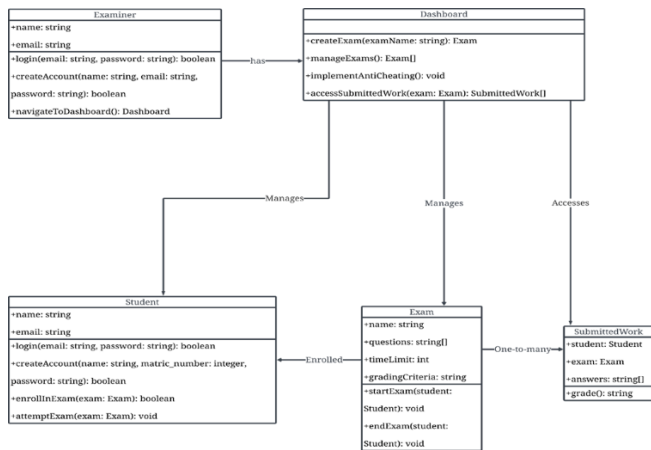 Examiner
+name: string
+email: string
+login(email: string, password: string): boolean
+createAccount(name: string, email: string,
password: string): boolean
+navigateToDashboard(): Dashboard
has
Dashboard
+createExam(examName: string): Exam
+manageExams(): Exam[]
+implementAntiCheating(): void
+accessSubmittedWork(exam: Exam): SubmittedWork[]
Manages
Manages
Accesses
Student
+name: string
+email: string
+login(email: string, password: string): boolean
+createAccount(name: string, matric_number: integer,
password: string): boolean
+enrollInExam(exam: Exam): boolean
+attemptExam(exam: Exam): void
Enrolled
Exam
+name: string
+questions: string[]
+timeLimit: int
+gradingCriteria: string
+startExam(student:
Student): void
+endExam(student:
Student): void
One-to-many
SubmittedWork
+student: Student
+exam: Exam
+answers: string[]
+grade(): string